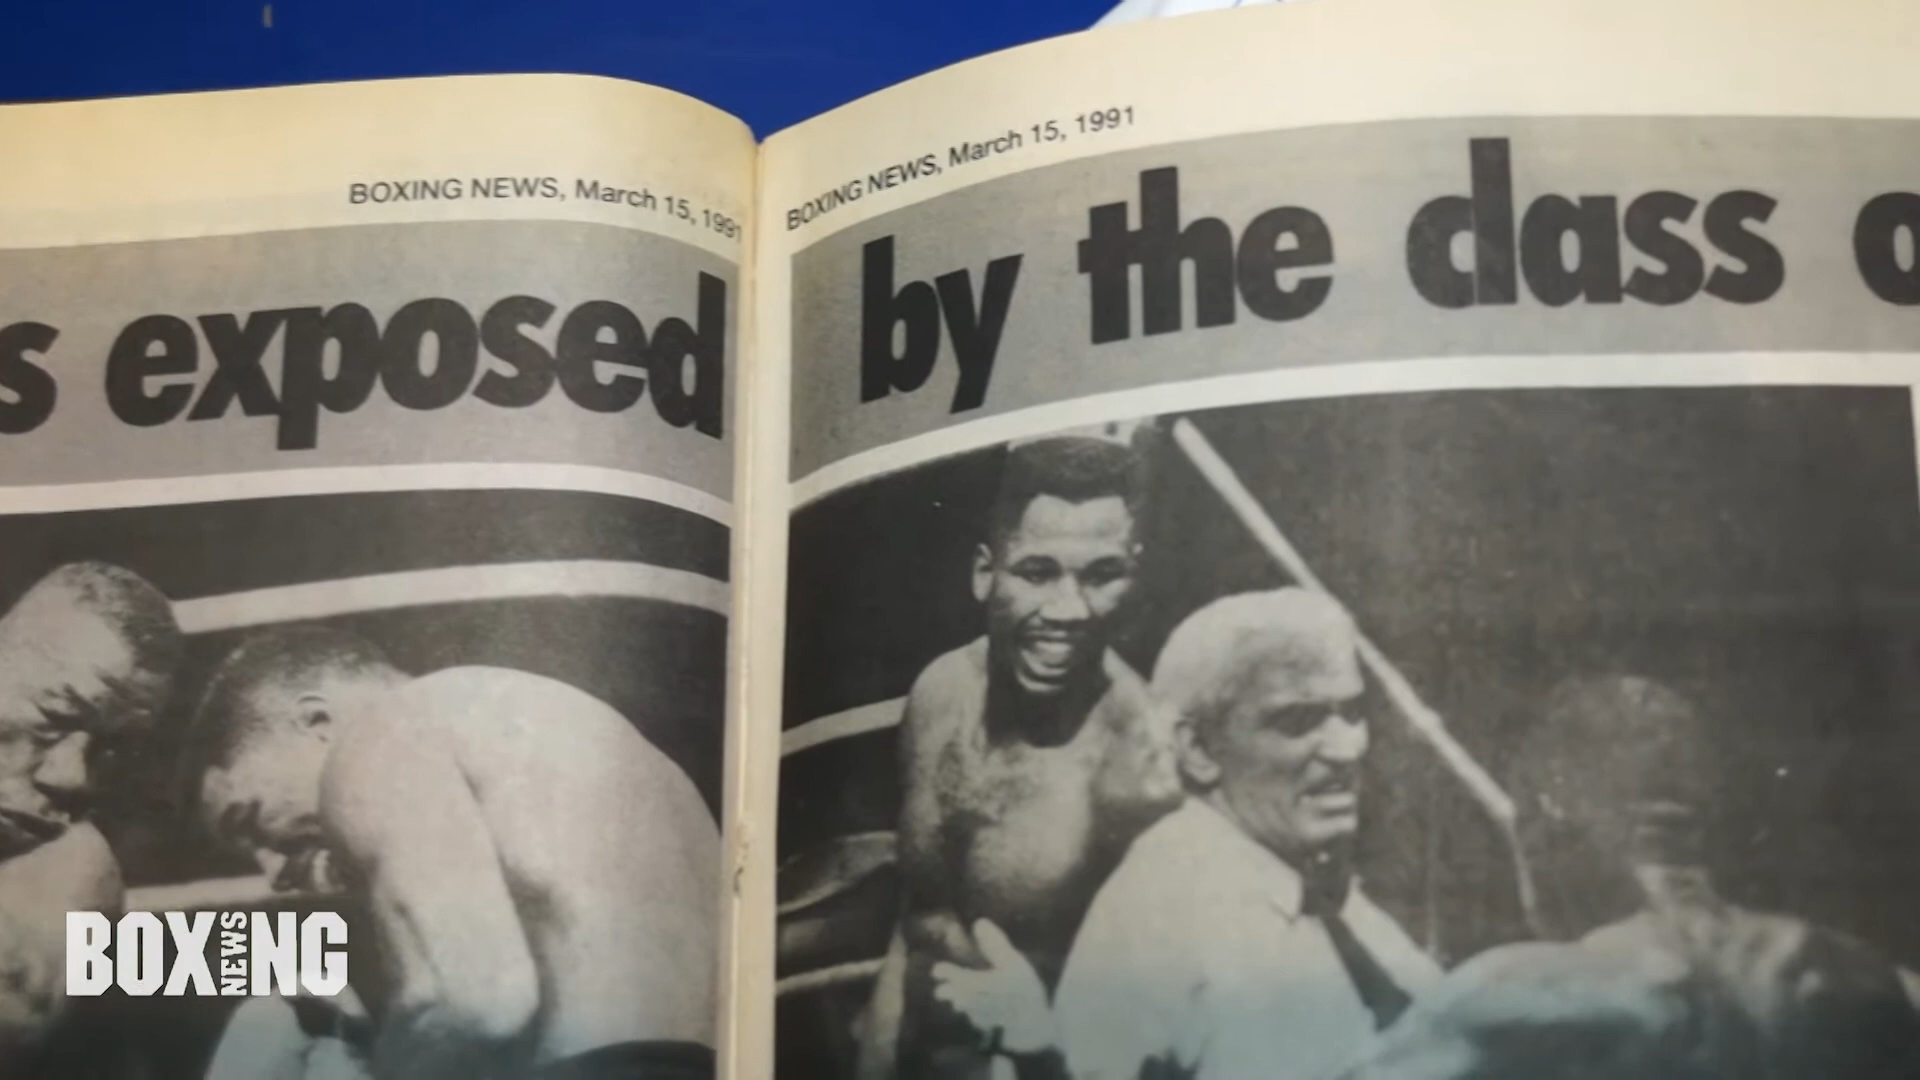 BOXING NEWS, March 15, 1991
BOXING NEWS, March 15, 1991
s exposed by the class o
BOXING
NEWS